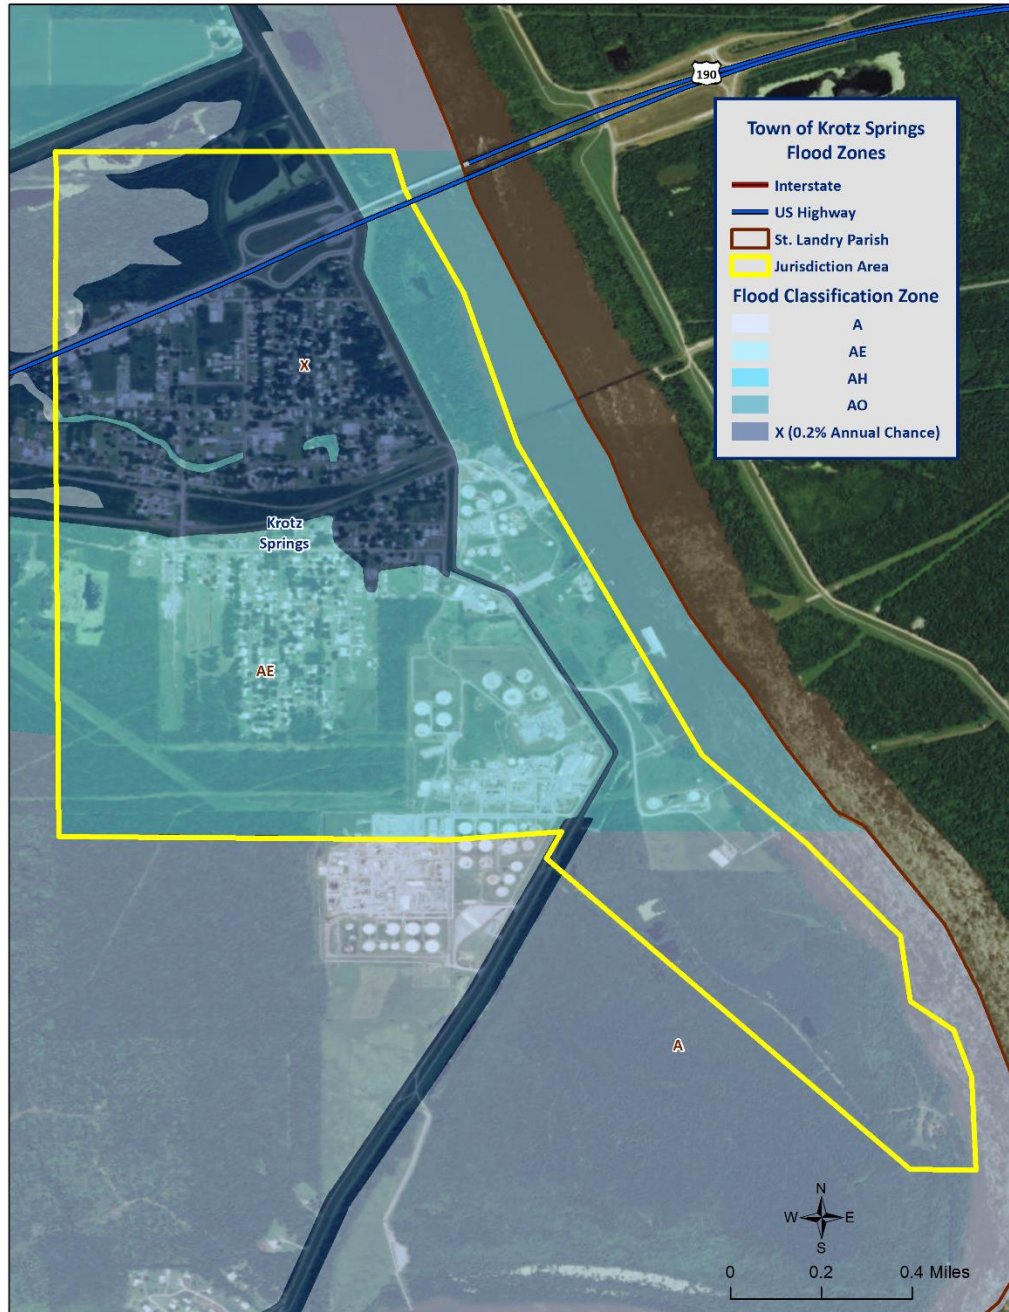 190
Town of Krotz Springs
Flood Zones
Interstate
US Highway
St. Landry Parish
Jurisdiction Area
Flood Classification Zone
A
AE
AH
AO
X (0.2% Annual Chance)
X
Krotz
Springs
AE
A
N
W E
S
0 0.2 0.4 Miles